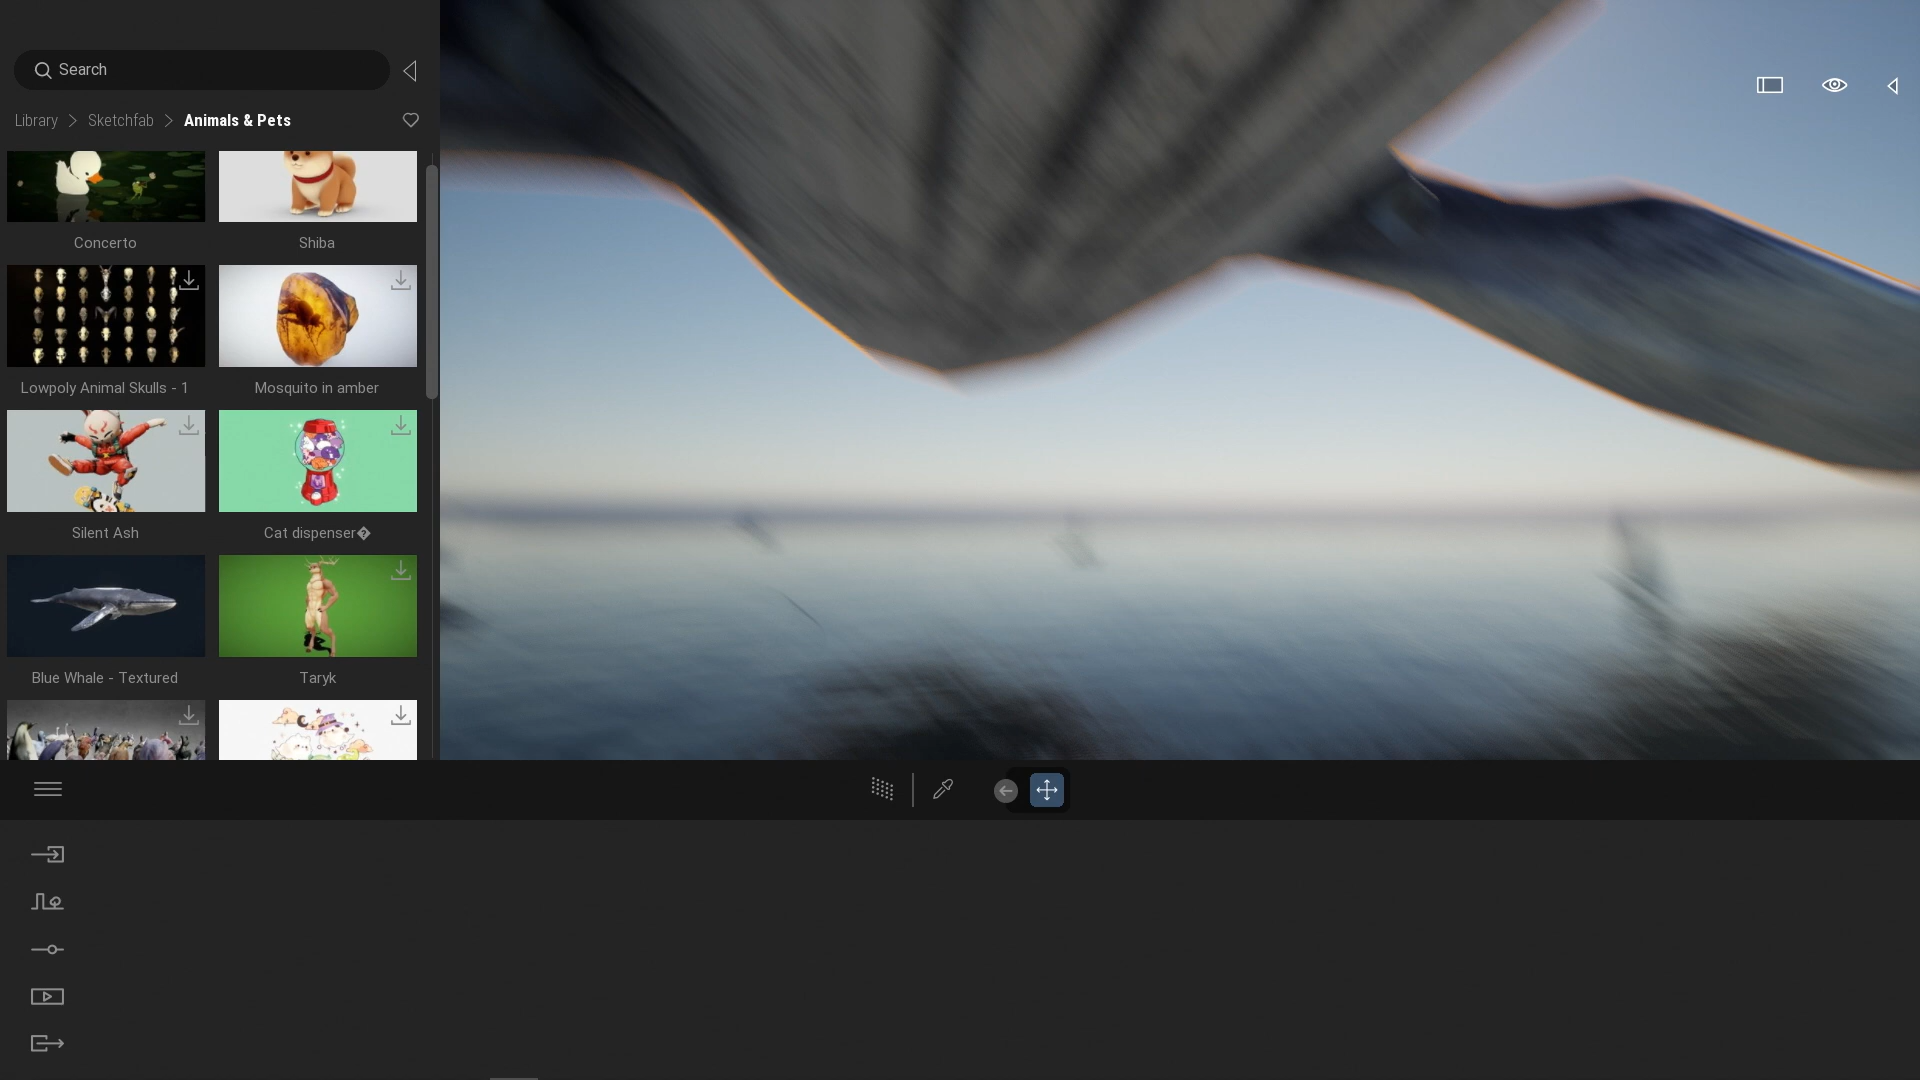 Search
Library > Sketchfab > Animals & Pets
Concerto
Shiba
Lowpoly Animal Skulls - 1
Mosquito in amber
Silent Ash
Cat dispenser�
Blue Whale - Textured
Taryk